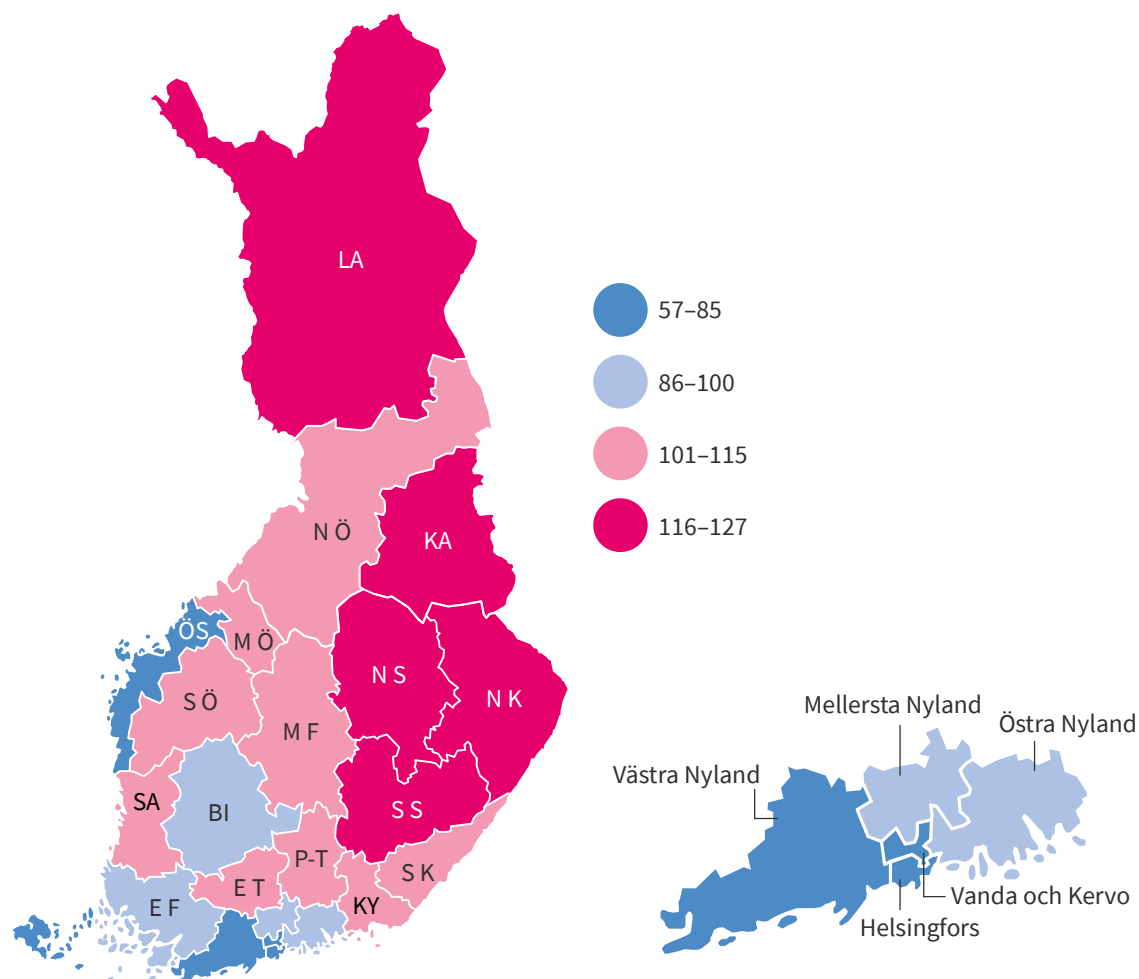 LA
57–85
86–100
101–115
116–127
N Ö
KA
ÖS
M Ö
N S
N K
S Ö
M F
SA
BI
S S
P-T
S K
E T
E F
KY
Mellersta Nyland
Östra Nyland
Västra Nyland
Vanda och Kervo
Helsingfors